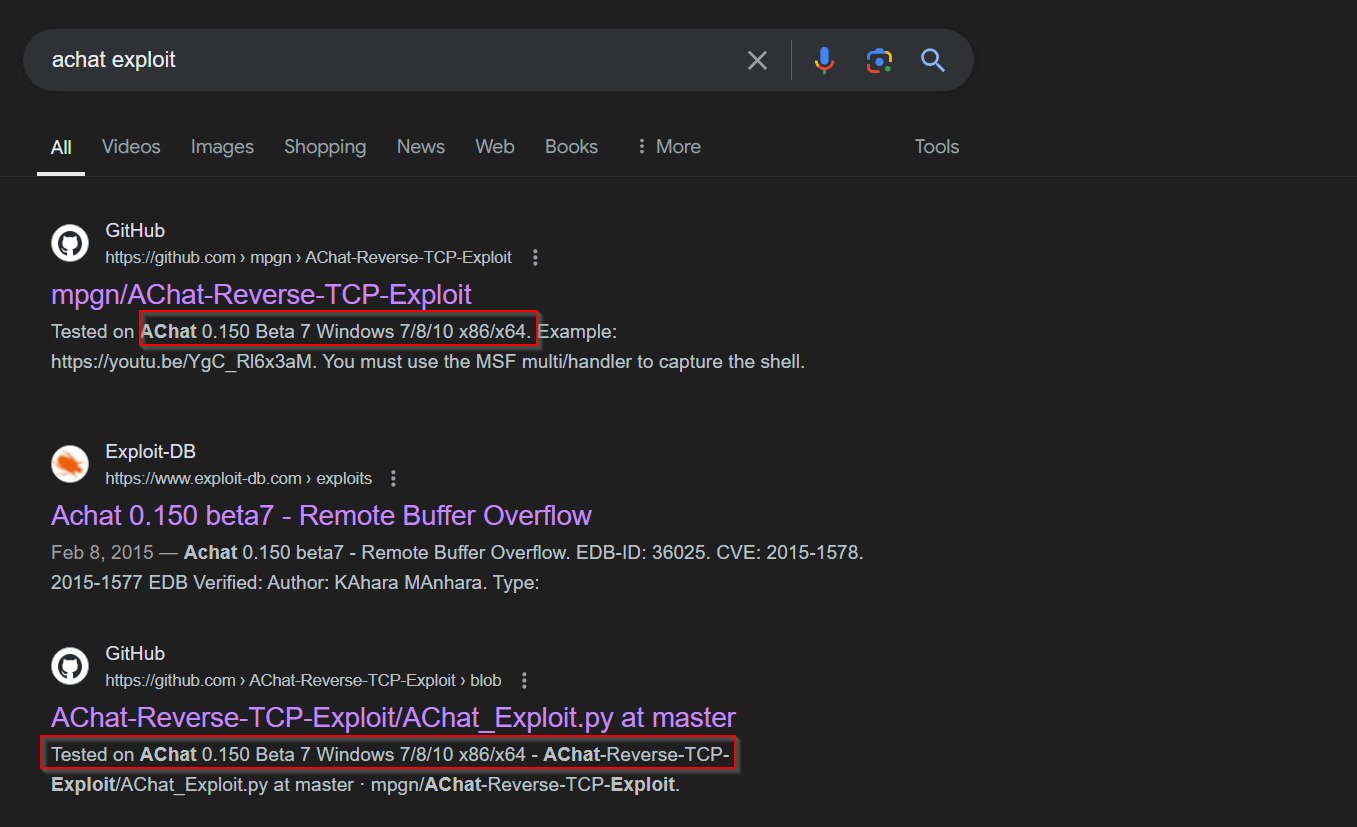 achat exploit
All Videos Images Shopping News Web Books More Tools
GitHub
https://github.com › mpgn › AChat-Reverse-TCP-Exploit
mpgn/AChat-Reverse-TCP-Exploit
Tested on AChat 0.150 Beta 7 Windows 7/8/10 x86/x64. Example:
https://youtu.be/YgC_Rl6x3aM. You must use the MSF multi/handler to capture the shell.
Exploit-DB
https://www.exploit-db.com › exploits
Achat 0.150 beta7 - Remote Buffer Overflow
Feb 8, 2015 — Achat 0.150 beta7 - Remote Buffer Overflow. EDB-ID: 36025. CVE: 2015-1578.
2015-1577 EDB Verified: Author: KAhara MAnhara. Type:
GitHub
https://github.com › AChat-Reverse-TCP-Exploit › blob
AChat-Reverse-TCP-Exploit/AChat_Exploit.py at master
Tested on AChat 0.150 Beta 7 Windows 7/8/10 x86/x64 - AChat-Reverse-TCP-
Exploit/AChat_Exploit.py at master · mpgn/AChat-Reverse-TCP-Exploit.